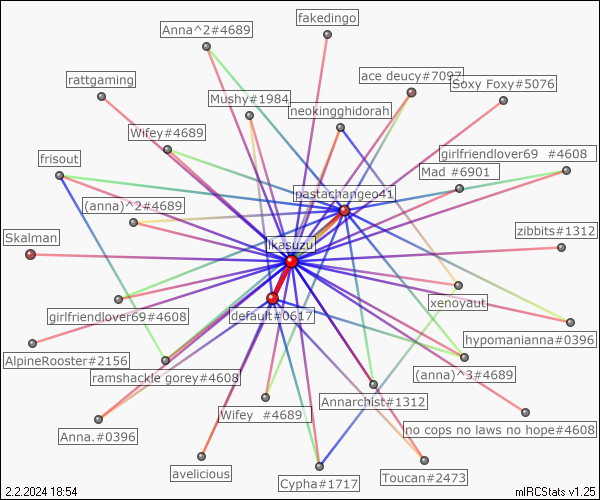 fakedingo
Anna^2#4689
ace deucy#7097
rattgaming
Soxy Foxy#5076
Mushy#1984
neokingghidorah
Wifey#4689
frisout
girlfriendlover69 #4608
Mad #6901
pastachangeo41
(anna)^2#4689
zibbits#1312
Skalman
ikasuzu
xenoyaut
girlfriendlover69#4608
default#0617
hypomanianna#0396
AlpineRooster#2156
ramshackle gorey#4608
(anna)^3#4689
Annarchist#1312
Wifey #4689
no cops no laws no hope#4608
Anna.#0396
avelicious
Toucan#2473
Cypha#1717
2.2.2024 18:54
mIRCStats v1.25